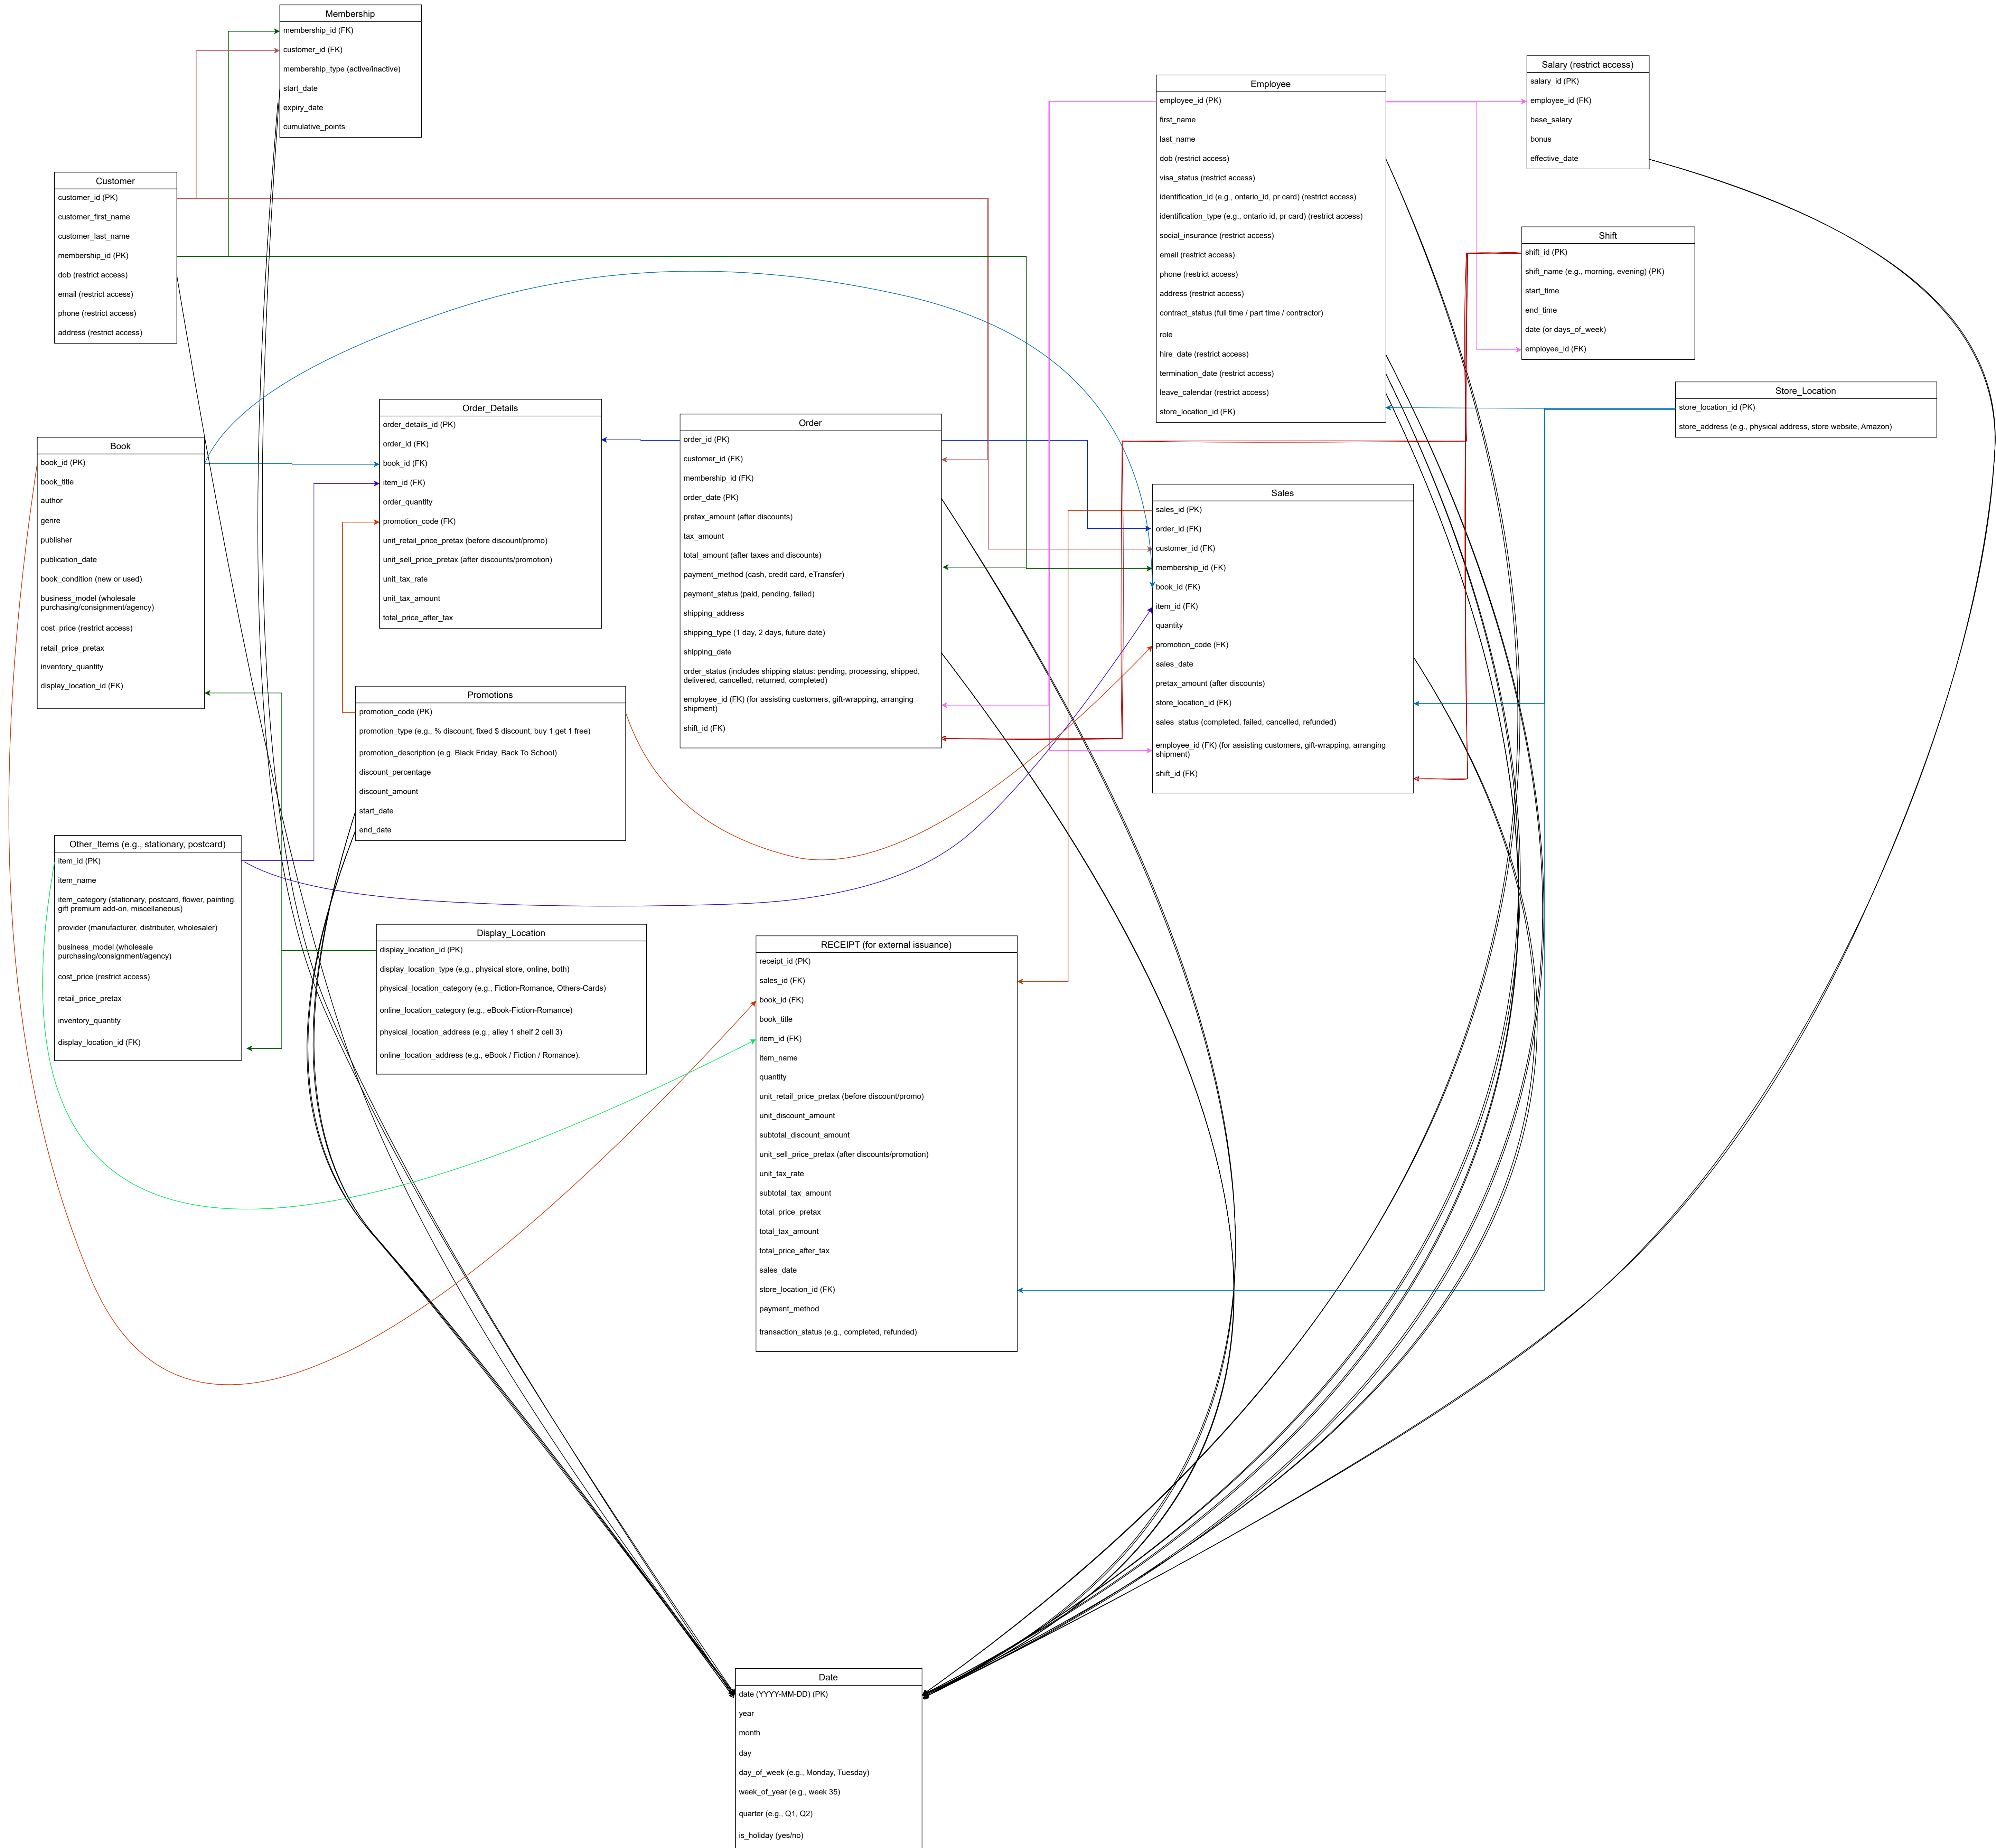 Membership
membership_id (FK)
customer_id (FK)
membership_type (active/inactive)
start_date
expiry_date
cumulative_points
Salary (restrict access)
salary_id (PK)
employee_id (FK)
base_salary
bonus
effective_date
Employee
employee_id (PK)
first_name
last_name
dob (restrict access)
visa_status (restrict access)
identification_id (e.g., ontario_id, pr card) (restrict access)
identification_type (e.g., ontario id, pr card) (restrict access)
social_insurance (restrict access)
email (restrict access)
phone (restrict access)
address (restrict access)
contract_status (full time / part time / contractor)
role
hire_date (restrict access)
termination_date (restrict access)
leave_calendar (restrict access)
store_location_id (FK)
Customer
customer_id (PK)
customer_first_name
customer_last_name
membership_id (PK)
dob (restrict access)
email (restrict access)
phone (restrict access)
address (restrict access)
Shift
shift_id (PK)
shift_name (e.g., morning, evening) (PK)
start_time
end_time
date (or days_of_week)
employee_id (FK)
Store_Location
store_location_id (PK)
store_address (e.g., physical address, store website, Amazon)
Order_Details
order_details_id (PK)
order_id (FK)
book_id (FK)
item_id (FK)
order_quantity
promotion_code (FK)
unit_retail_price_pretax (before discount/promo)
unit_sell_price_pretax (after discounts/promotion)
unit_tax_rate
unit_tax_amount
total_price_after_tax
Order
order_id (PK)
customer_id (FK)
membership_id (FK)
order_date (PK)
pretax_amount (after discounts)
tax_amount
total_amount (after taxes and discounts)
payment_method (cash, credit card, eTransfer)
payment_status (paid, pending, failed)
shipping_address
shipping_type (1 day, 2 days, future date)
shipping_date
order_status (includes shipping status: pending, processing, shipped,
delivered, cancelled, returned, completed)
employee_id (FK) (for assisting customers, gift-wrapping, arranging
shipment)
shift_id (FK)
Book
book_id (PK)
book_title
author
genre
publisher
publication_date
book_condition (new or used)
business_model (wholesale
purchasing/consignment/agency)
cost_price (restrict access)
retail_price_pretax
inventory_quantity
display_location_id (FK)
Sales
sales_id (PK)
order_id (FK)
customer_id (FK)
membership_id (FK)
book_id (FK)
item_id (FK)
quantity
promotion_code (FK)
sales_date
pretax_amount (after discounts)
store_location_id (FK)
sales_status (completed, failed, cancelled, refunded)
employee_id (FK) (for assisting customers, gift-wrapping, arranging
shipment)
shift_id (FK)
Promotions
promotion_code (PK)
promotion_type (e.g., % discount, fixed $ discount, buy 1 get 1 free)
promotion_description (e.g. Black Friday, Back To School)
discount_percentage
discount_amount
start_date
end_date
Other_Items (e.g., stationary, postcard)
item_id (PK)
item_name
item_category (stationary, postcard, flower, painting,
gift premium add-on, miscellaneous)
provider (manufacturer, distributer, wholesaler)
business_model (wholesale
purchasing/consignment/agency)
cost_price (restrict access)
retail_price_pretax
inventory_quantity
display_location_id (FK)
Display_Location
display_location_id (PK)
display_location_type (e.g., physical store, online, both)
physical_location_category (e.g., Fiction-Romance, Others-Cards)
online_location_category (e.g., eBook-Fiction-Romance)
physical_location_address (e.g., alley 1 shelf 2 cell 3)
online_location_address (e.g., eBook / Fiction / Romance).
RECEIPT (for external issuance)
receipt_id (PK)
sales_id (FK)
book_id (FK)
book_title
item_id (FK)
item_name
quantity
unit_retail_price_pretax (before discount/promo)
unit_discount_amount
subtotal_discount_amount
unit_sell_price_pretax (after discounts/promotion)
unit_tax_rate
subtotal_tax_amount
total_price_pretax
total_tax_amount
total_price_after_tax
sales_date
store_location_id (FK)
payment_method
transaction_status (e.g., completed, refunded)
Date
date (YYYY-MM-DD) (PK)
year
month
day
day_of_week (e.g., Monday, Tuesday)
week_of_year (e.g., week 35)
quarter (e.g., Q1, Q2)
is_holiday (yes/no)